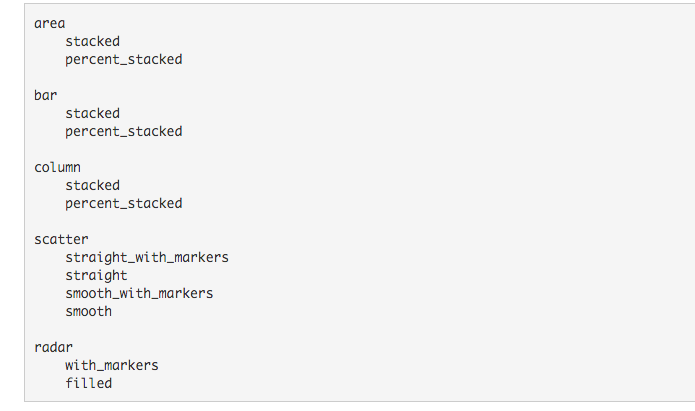 area
    stacked
    percent_stacked

bar
    stacked
    percent_stacked

column
    stacked
    percent_stacked

scatter
    straight_with_markers
    straight
    smooth_with_markers
    smooth

radar
    with_markers
    filled